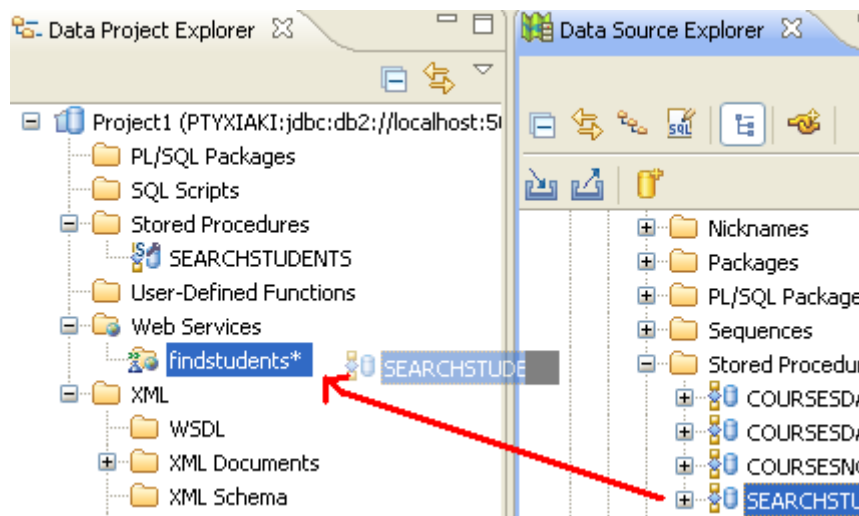 Data Project Explorer
Project1 (PTYXIAKI:jdbc:db2://localhost:5
PL/SQL Packages
SQL Scripts
Stored Procedures
SEARCHSTUDENTS
User-Defined Functions
Web Services
findstudents*
SEARCHSTUDE
XML
WSDL
XML Documents
XML Schema
Data Source Explorer
SQL
Nicknames
Packages
PL/SQL Package
Sequences
Stored Procedur
COURSESDA
COURSESDA
COURSESNO
SEARCHSTU